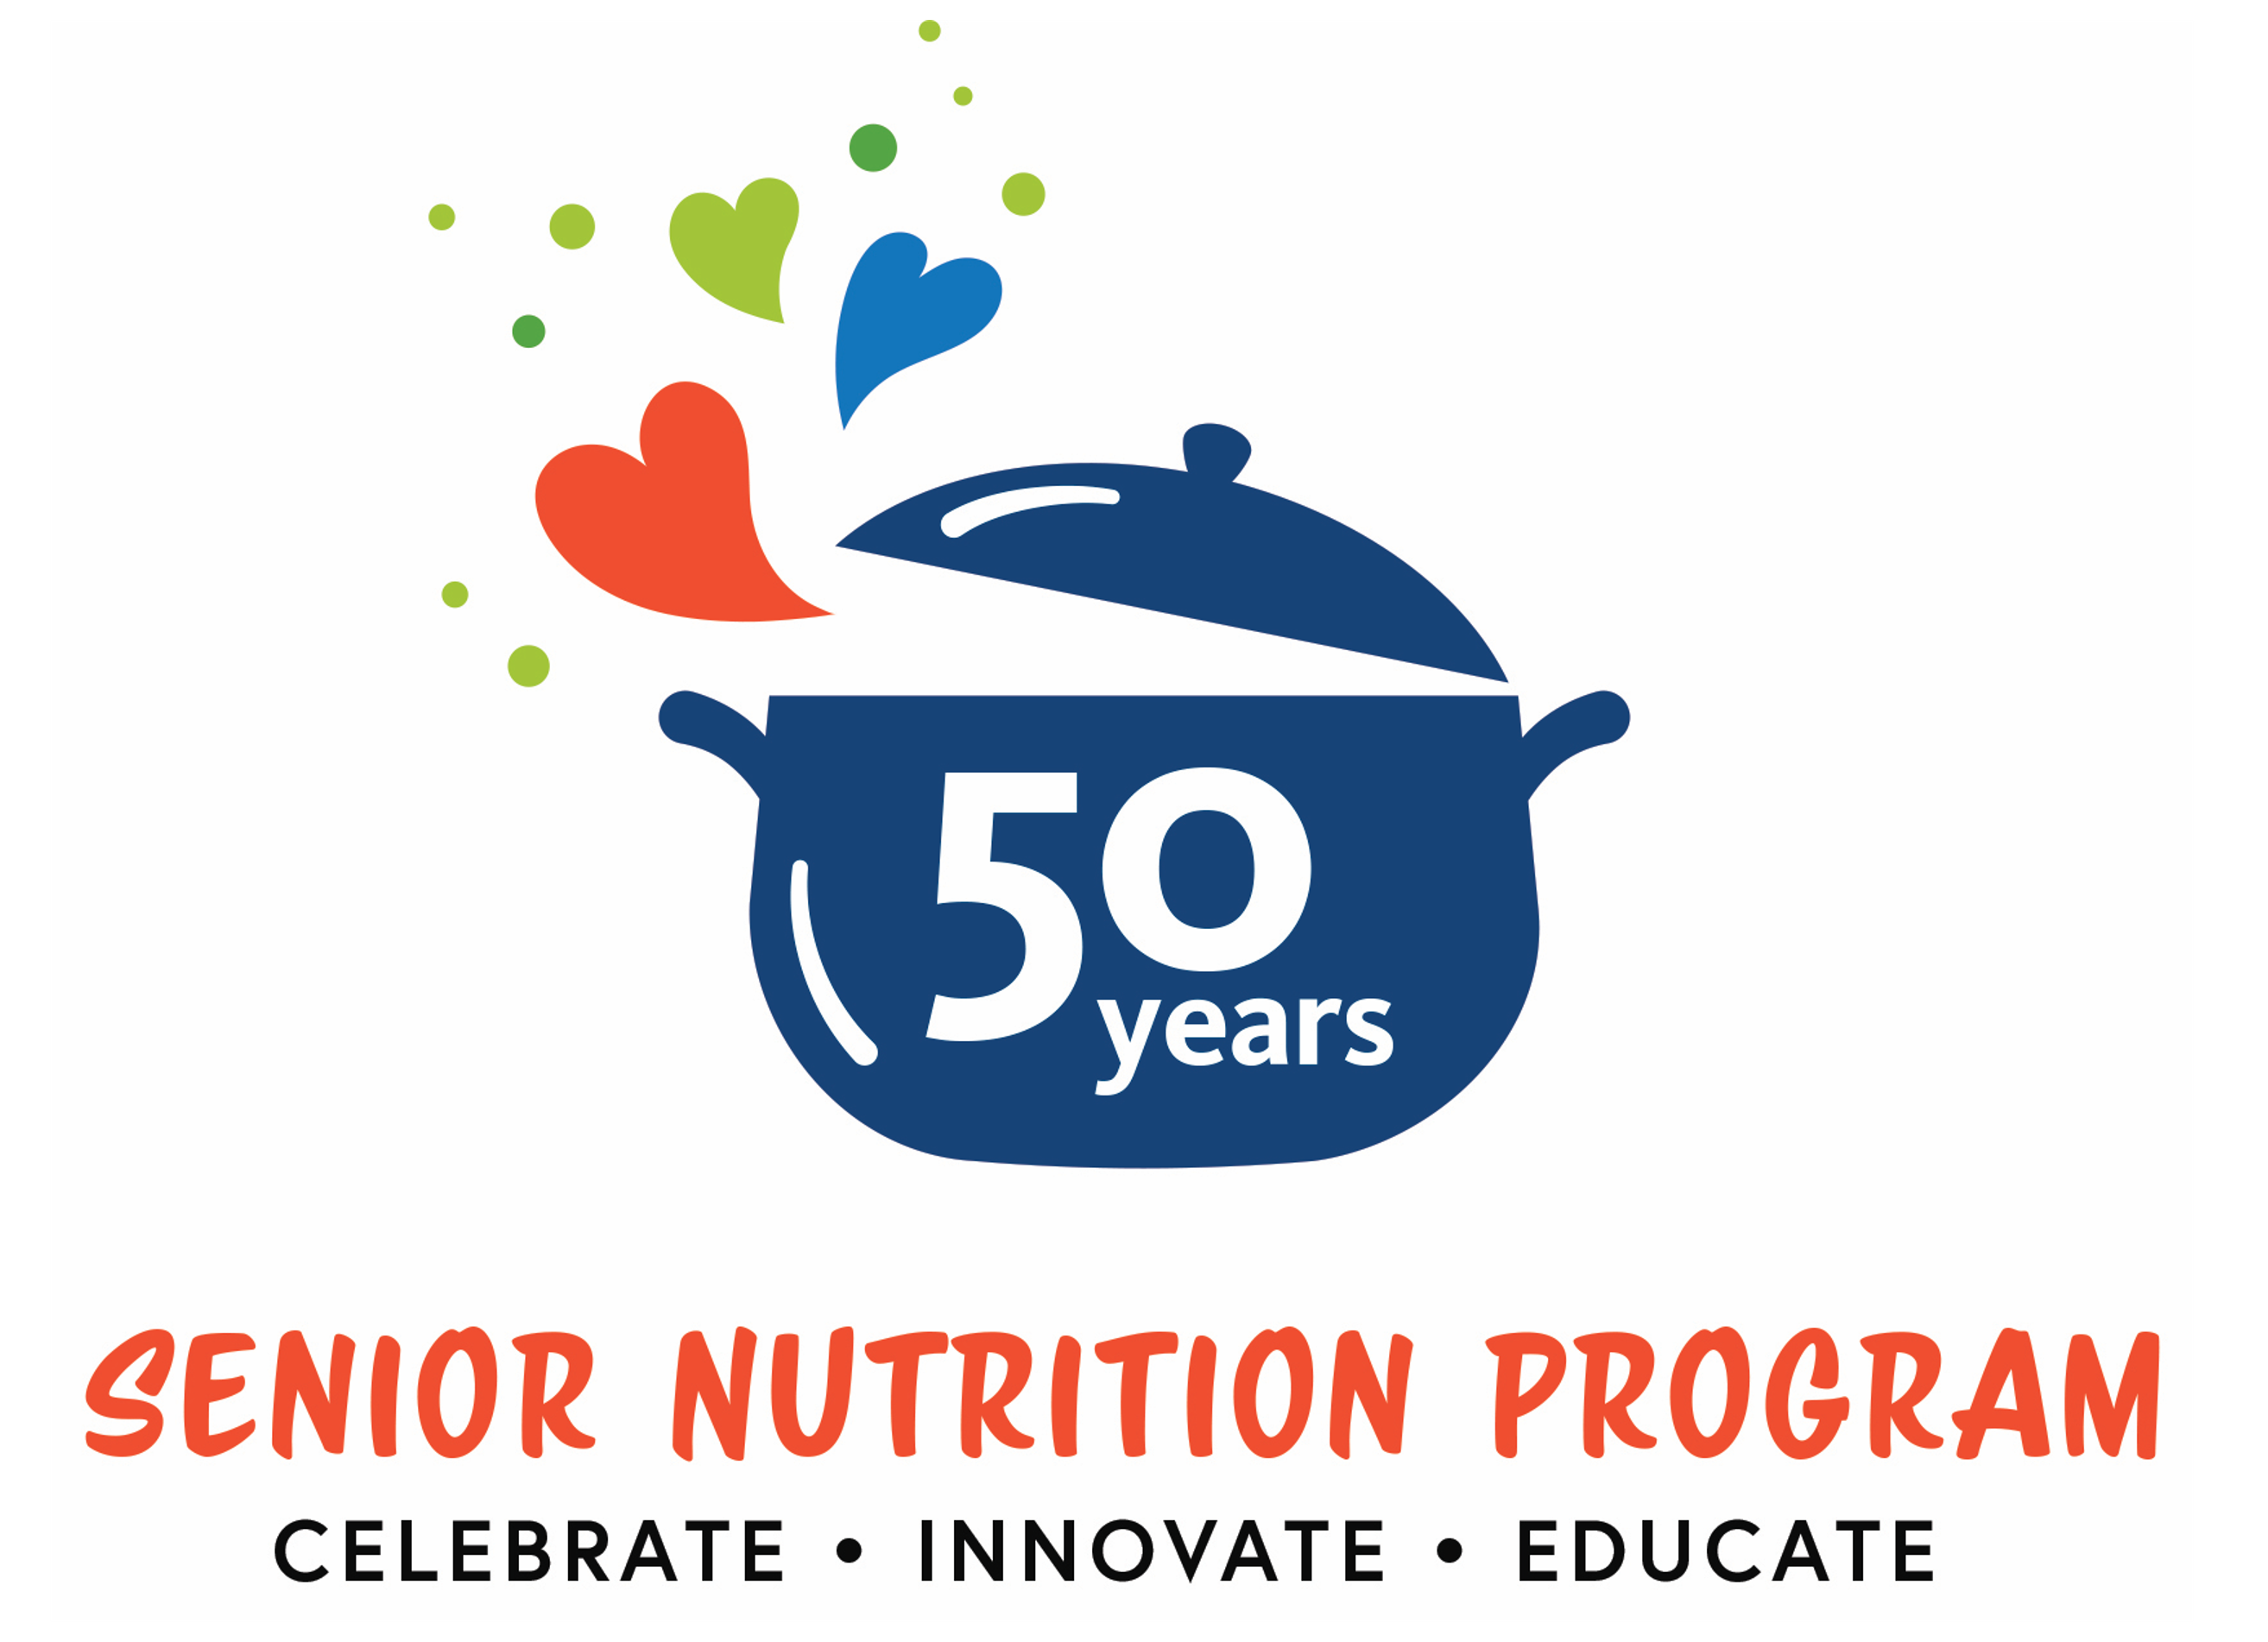 50
years
SENIOR NUTRITION PROGRAM
CELEBRATE • INNOVATE • EDUCATE